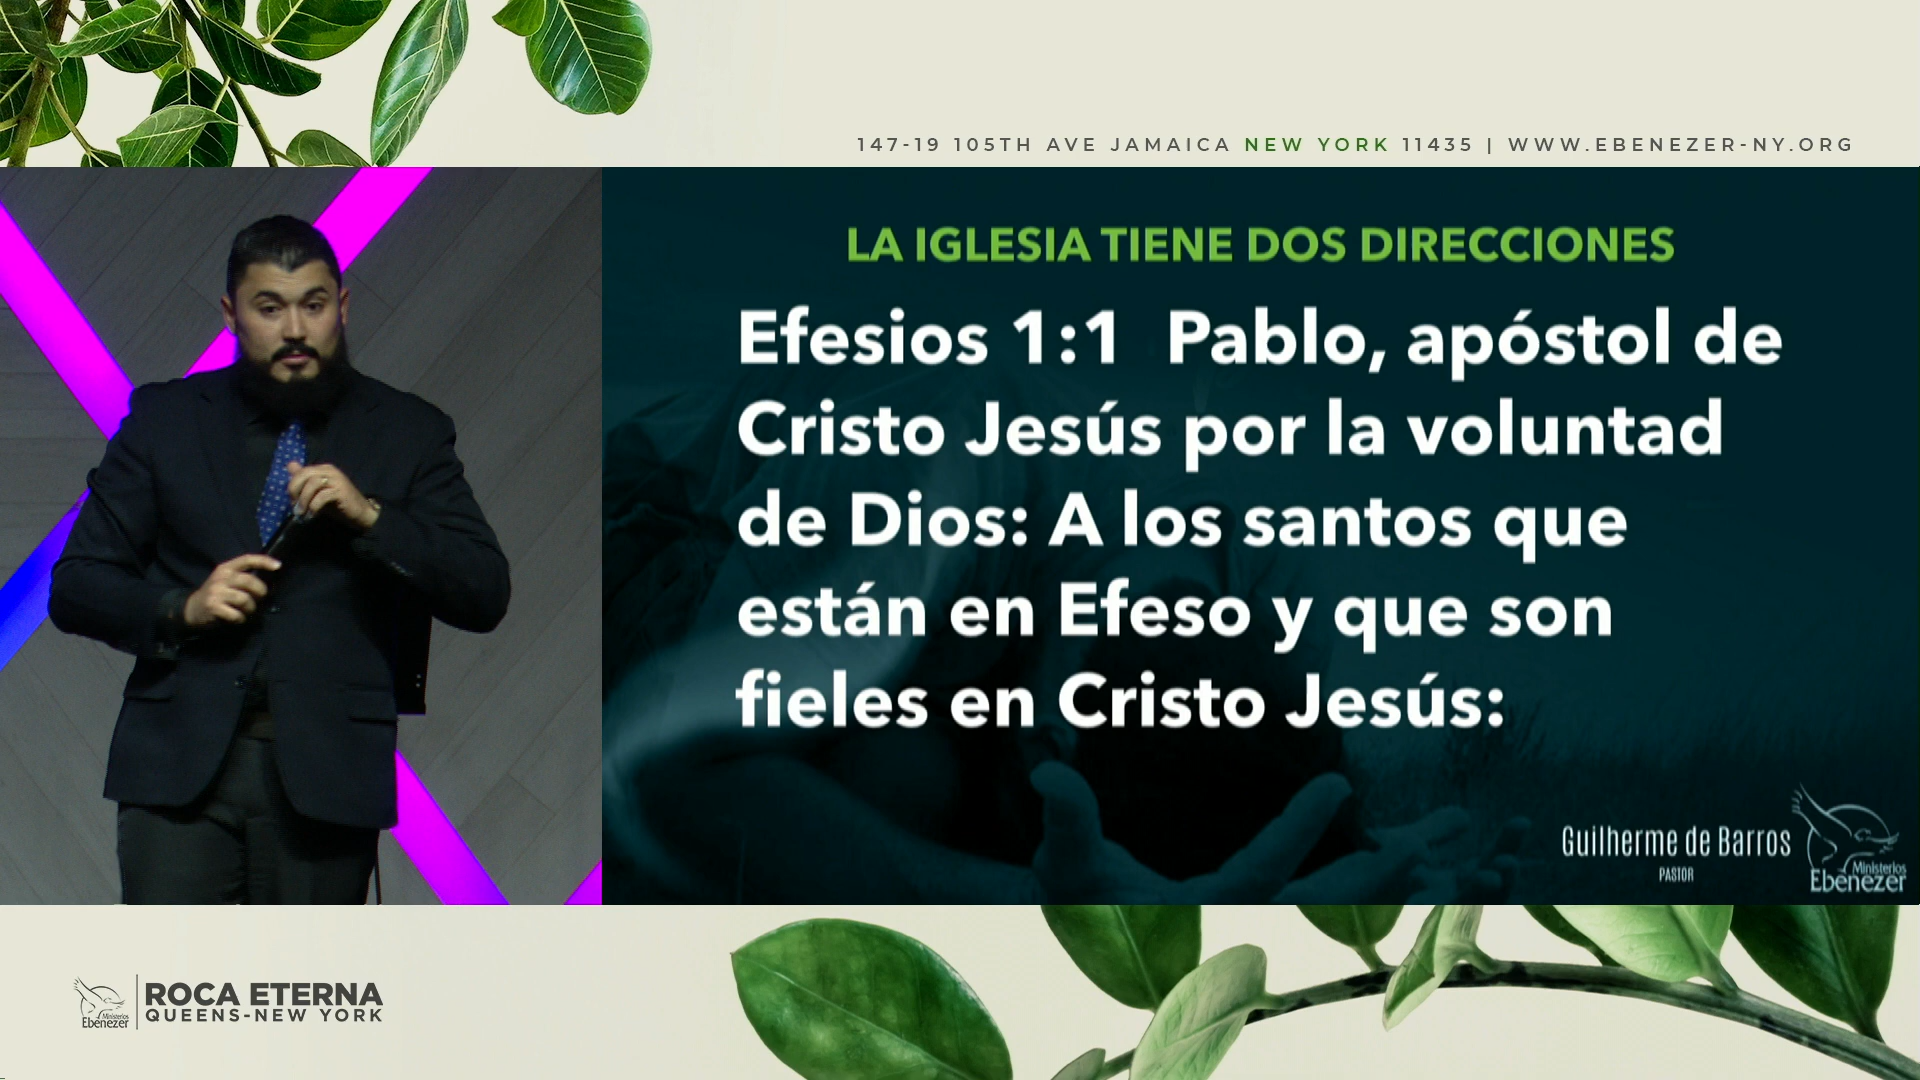 147-19 105TH AVE JAMAICA NEW YORK 11435 | WWW.EBENEZER-NY.ORG
LA IGLESIA TIENE DOS DIRECCIONES
Efesios 1:1  Pablo, apóstol de
Cristo Jesús por la voluntad
de Dios: A los santos que
están en Efeso y que son
fieles en Cristo Jesús:
Guilherme de Barros
PASTOR
Ministerios
Ebenezer
Ministerios
Ebenezer
ROCA ETERNA
QUEENS-NEW YORK